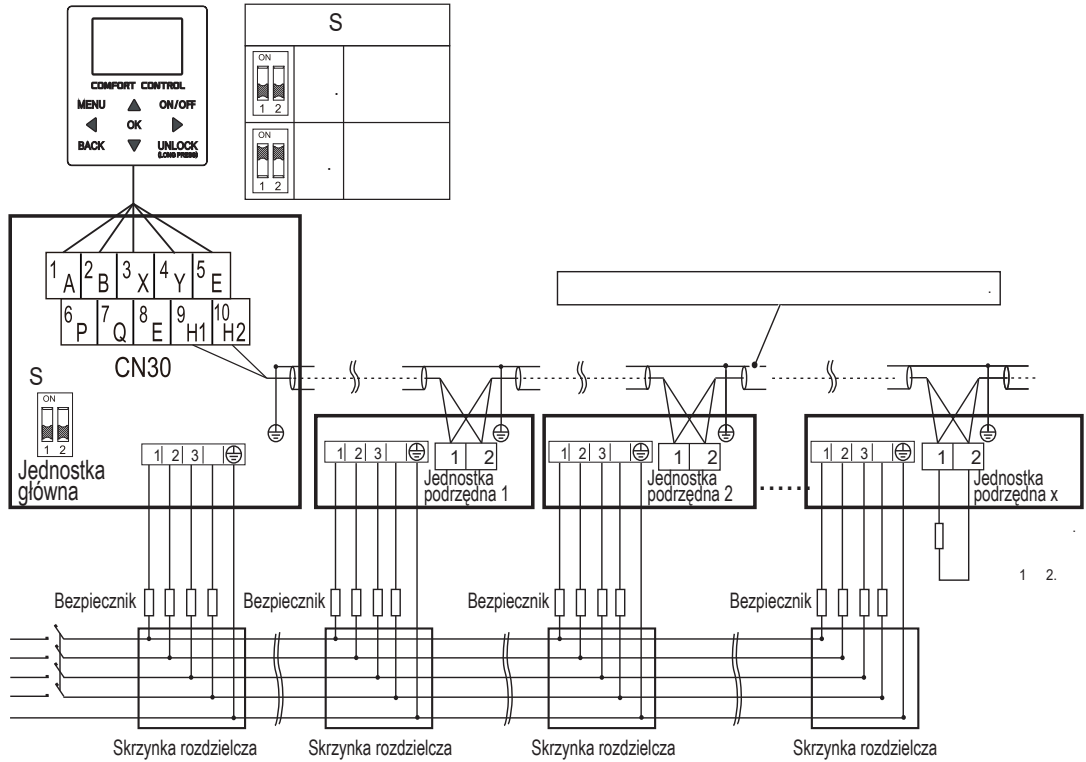 S
COMFORT CONTROL
MENU ON/OFF
OK
BACK UNLOCK
(LONG PRESS)
ON
1 2
ON
1 2
1 A 2 B 3 X 4 Y 5 E
6 P 7 Q 8 E 9 H1 10 H2
CN30
S
ON
1 2
Jednostka
główna
1 2 3
1 2 3
1 2
Jednostka
podrzędna 1
1 2 3
1 2
Jednostka
podrzędna 2
1 2 3
1 2
Jednostka
podrzędna x
1 2.
Bezpiecznik Bezpiecznik Bezpiecznik Bezpiecznik
Skrzynka rozdzielcza Skrzynka rozdzielcza Skrzynka rozdzielcza Skrzynka rozdzielcza